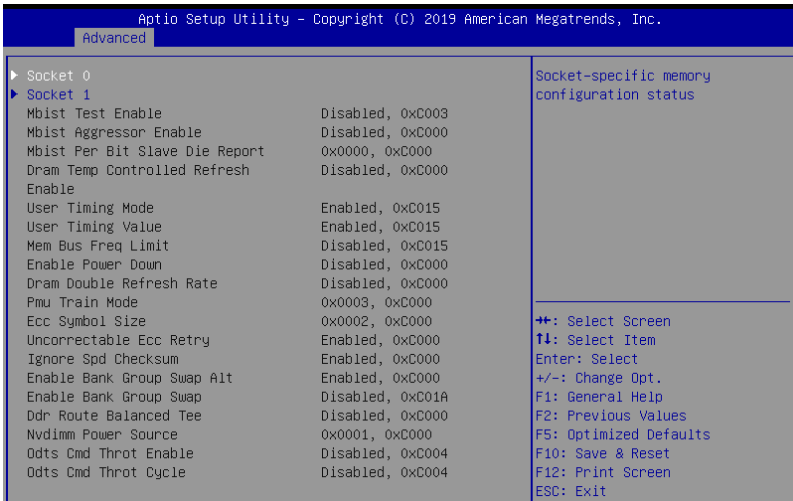 Aptio Setup Utility – Copyright (C) 2019 American Megatrends, Inc.
Advanced
Socket 0
Socket 1
Mbist Test Enable Disabled, 0xC003
Mbist Aggressor Enable Disabled, 0xC000
Mbist Per Bit Slave Die Report 0x0000, 0xC000
Dram Temp Controlled Refresh Disabled, 0xC000
Enable
User Timing Mode Enabled, 0xC015
User Timing Value Enabled, 0xC015
Mem Bus Freq Limit Disabled, 0xC015
Enable Power Down Disabled, 0xC000
Dram Double Refresh Rate Disabled, 0xC000
Pmu Train Mode 0x0003, 0xC000
Ecc Symbol Size 0x0002, 0xC000
Uncorrectable Ecc Retry Enabled, 0xC000
Ignore Spd Checksum Enabled, 0xC000
Enable Bank Group Swap Alt Enabled, 0xC000
Enable Bank Group Swap Disabled, 0xC01A
Ddr Route Balanced Tee Disabled, 0xC000
Nvdimm Power Source 0x0001, 0xC000
Odts Cmd Throt Enable Disabled, 0xC004
Odts Cmd Throt Cycle Disabled, 0xC004
Socket-specific memory
configuration status
→←: Select Screen
↑↓: Select Item
Enter: Select
+/-: Change Opt.
F1: General Help
F2: Previous Values
F5: Optimized Defaults
F10: Save & Reset
F12: Print Screen
ESC: Exit